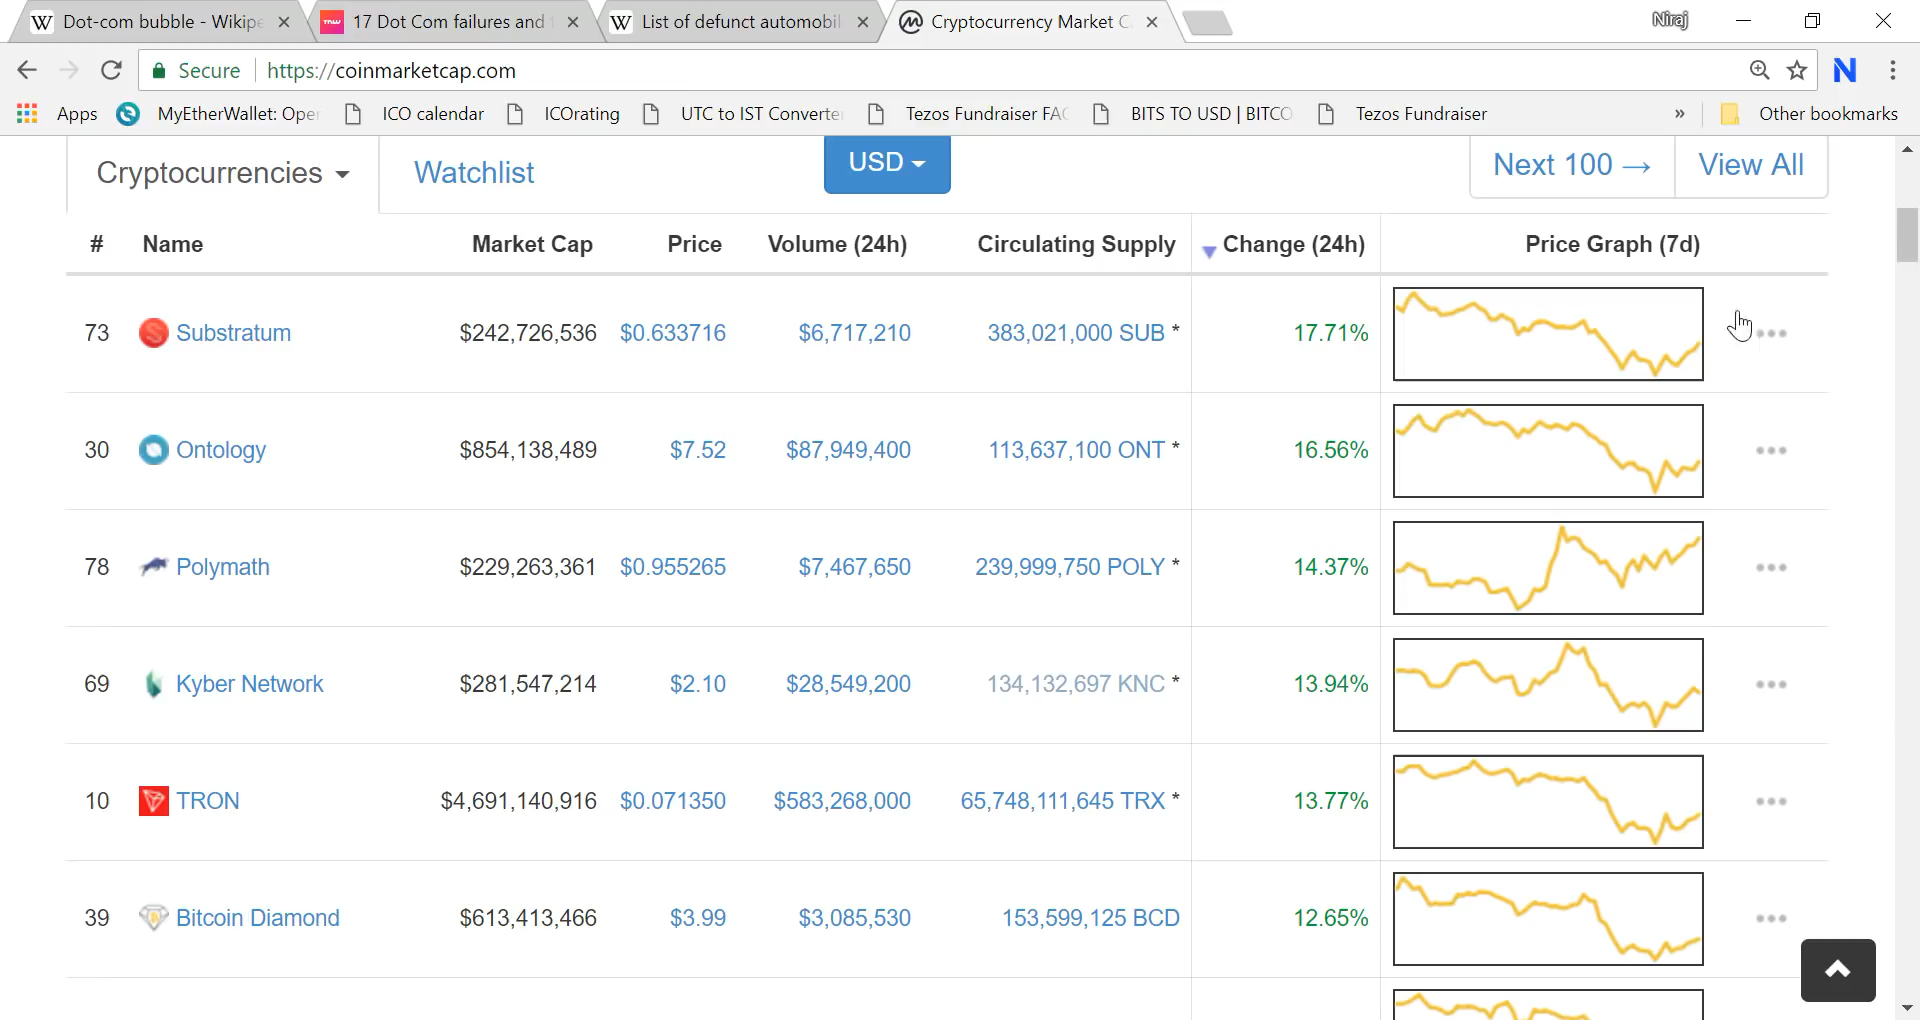 Dot-com bubble - Wikipe
17 Dot Com failures and
List of defunct automobil
Cryptocurrency Market C
Niraj
Secure https://coinmarketcap.com
Apps MyEtherWallet: Oper ICO calendar ICOrating UTC to IST Converte Tezos Fundraiser FAC BITS TO USD | BITCO Tezos Fundraiser » Other bookmarks
Cryptocurrencies Watchlist USD Next 100 → View All
# Name Market Cap Price Volume (24h) Circulating Supply Change (24h) Price Graph (7d)
73 Substratum $242,726,536 $0.633716 $6,717,210 383,021,000 SUB * 17.71%
30 Ontology $854,138,489 $7.52 $87,949,400 113,637,100 ONT * 16.56%
78 Polymath $229,263,361 $0.955265 $7,467,650 239,999,750 POLY * 14.37%
69 Kyber Network $281,547,214 $2.10 $28,549,200 134,132,697 KNC * 13.94%
10 TRON $4,691,140,916 $0.071350 $583,268,000 65,748,111,645 TRX * 13.77%
39 Bitcoin Diamond $613,413,466 $3.99 $3,085,530 153,599,125 BCD 12.65%